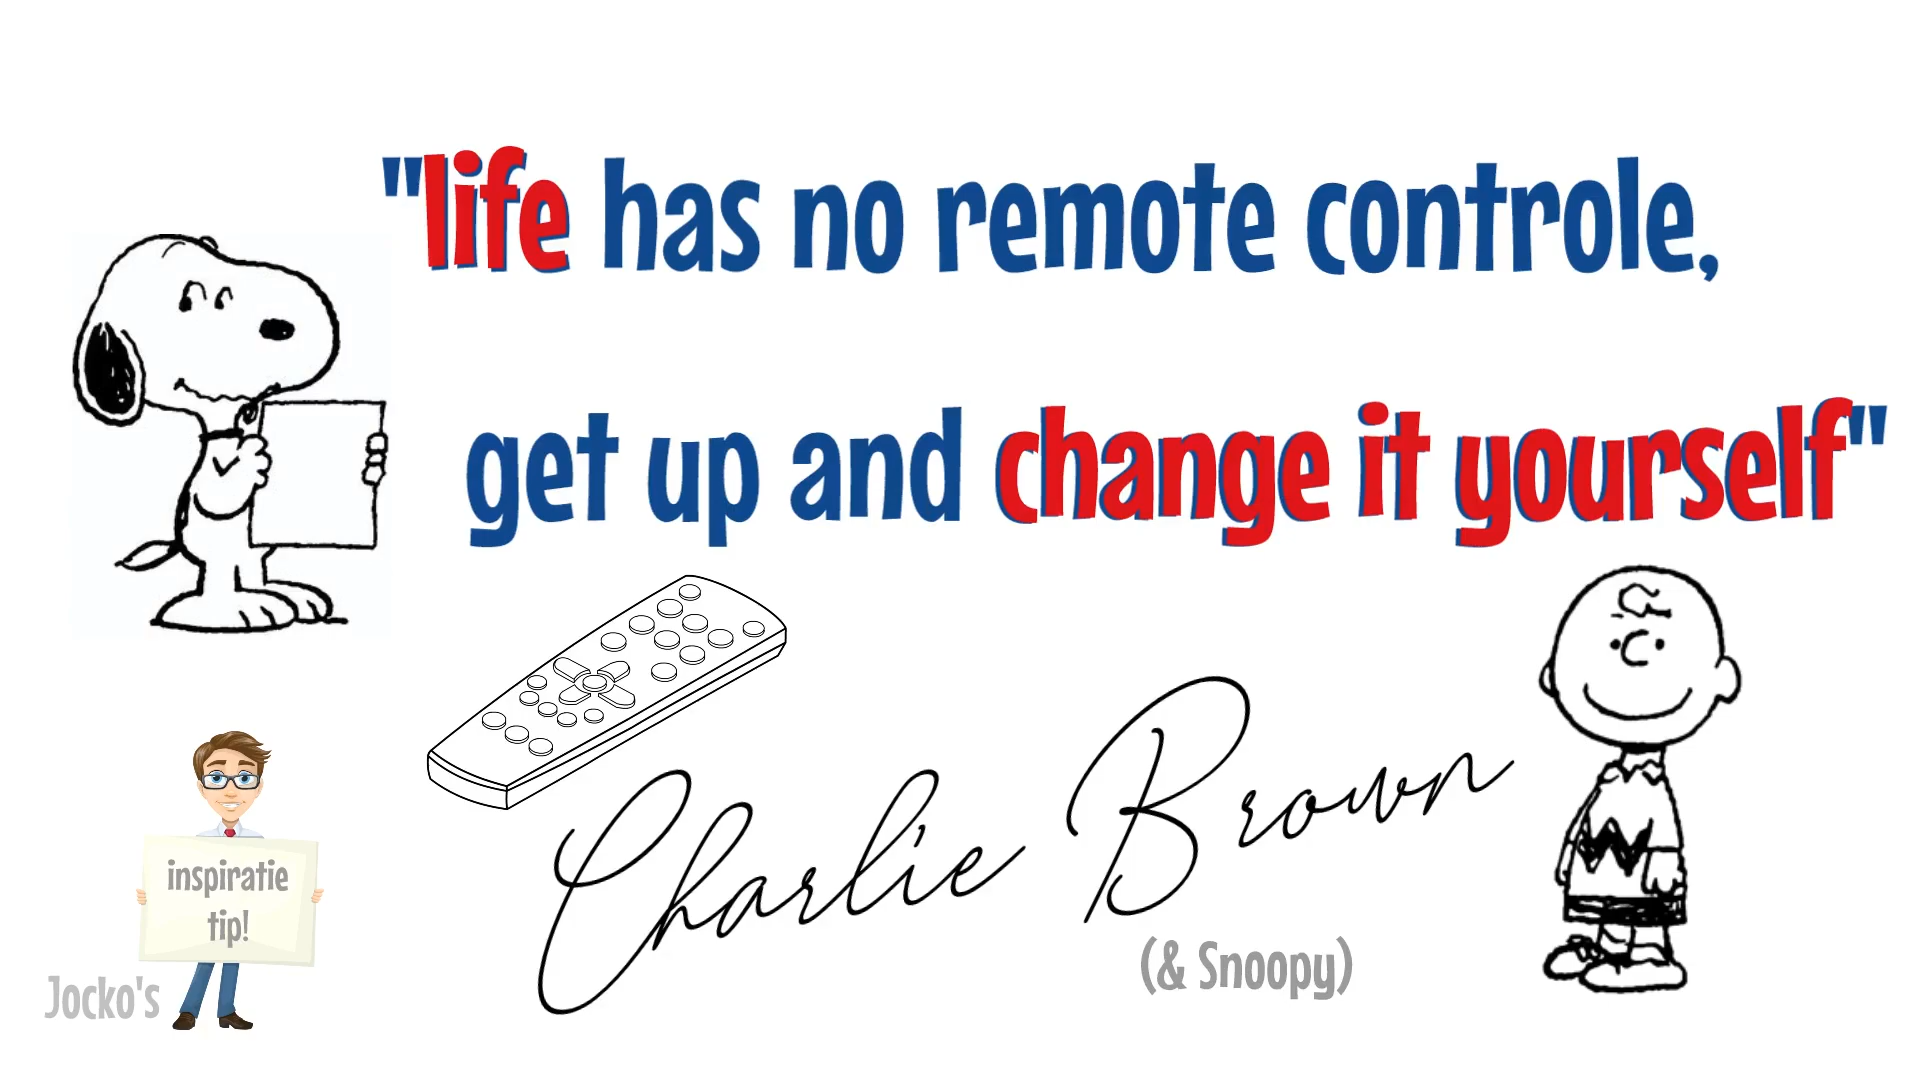 "life has no remote controle,
get up and change it yourself"
Charlie Brown
(& Snoopy)
inspiratie
tip!
Jocko's